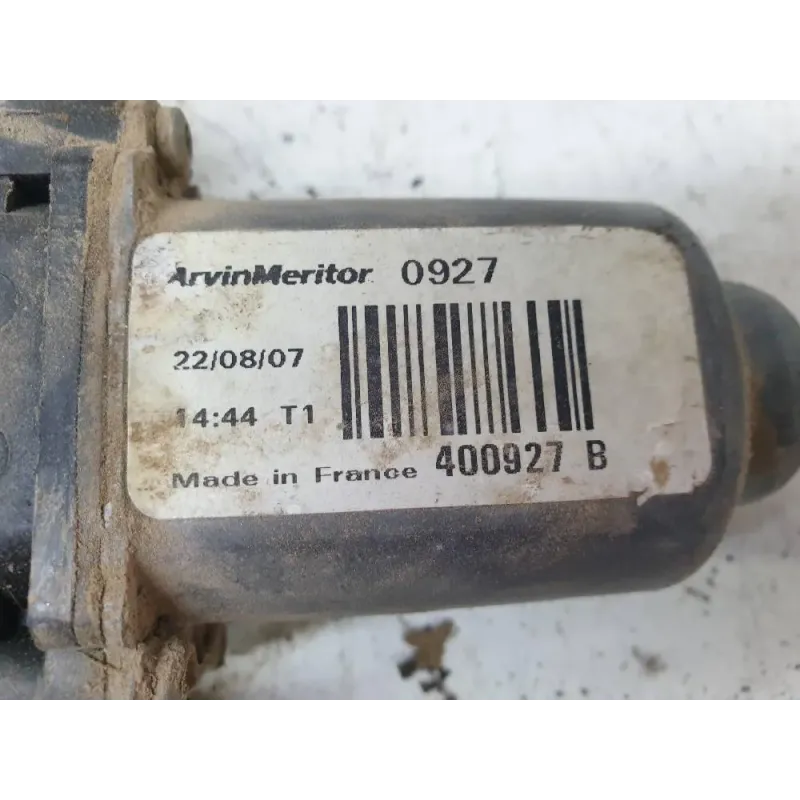 ArvinMeritor 0927
22/08/07
14:44 T1
Made in France 400927 B